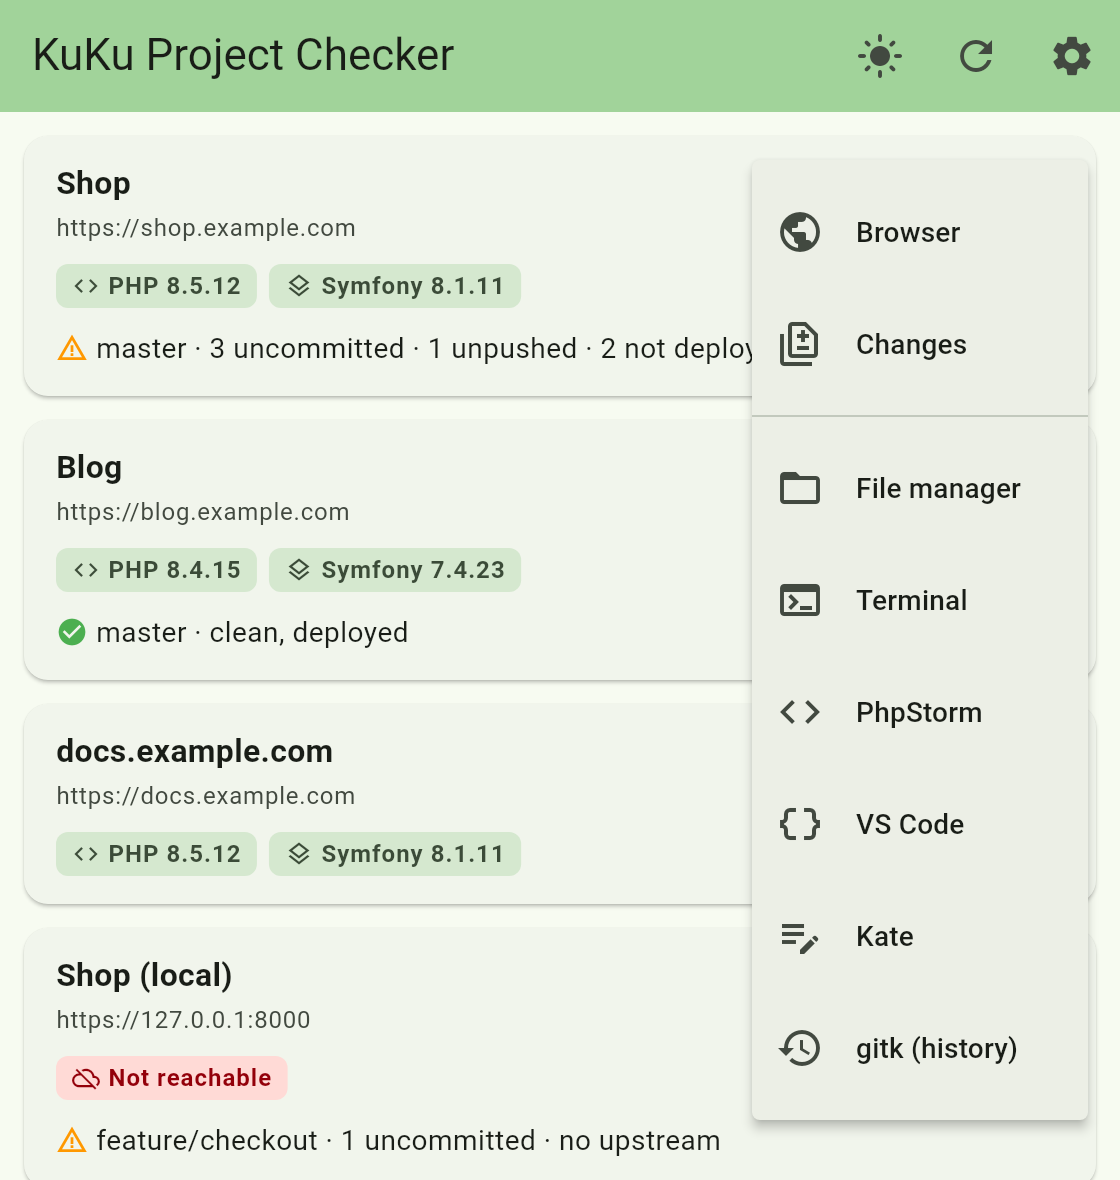 KuKu Project Checker
Shop
https://shop.example.com
PHP 8.5.12 Symfony 8.1.11
master · 3 uncommitted · 1 unpushed · 2 not deploy
Blog
https://blog.example.com
PHP 8.4.15 Symfony 7.4.23
master · clean, deployed
docs.example.com
https://docs.example.com
PHP 8.5.12 Symfony 8.1.11
Shop (local)
https://127.0.0.1:8000
Not reachable
feature/checkout · 1 uncommitted · no upstream
Browser
Changes
File manager
Terminal
PhpStorm
VS Code
Kate
gitk (history)